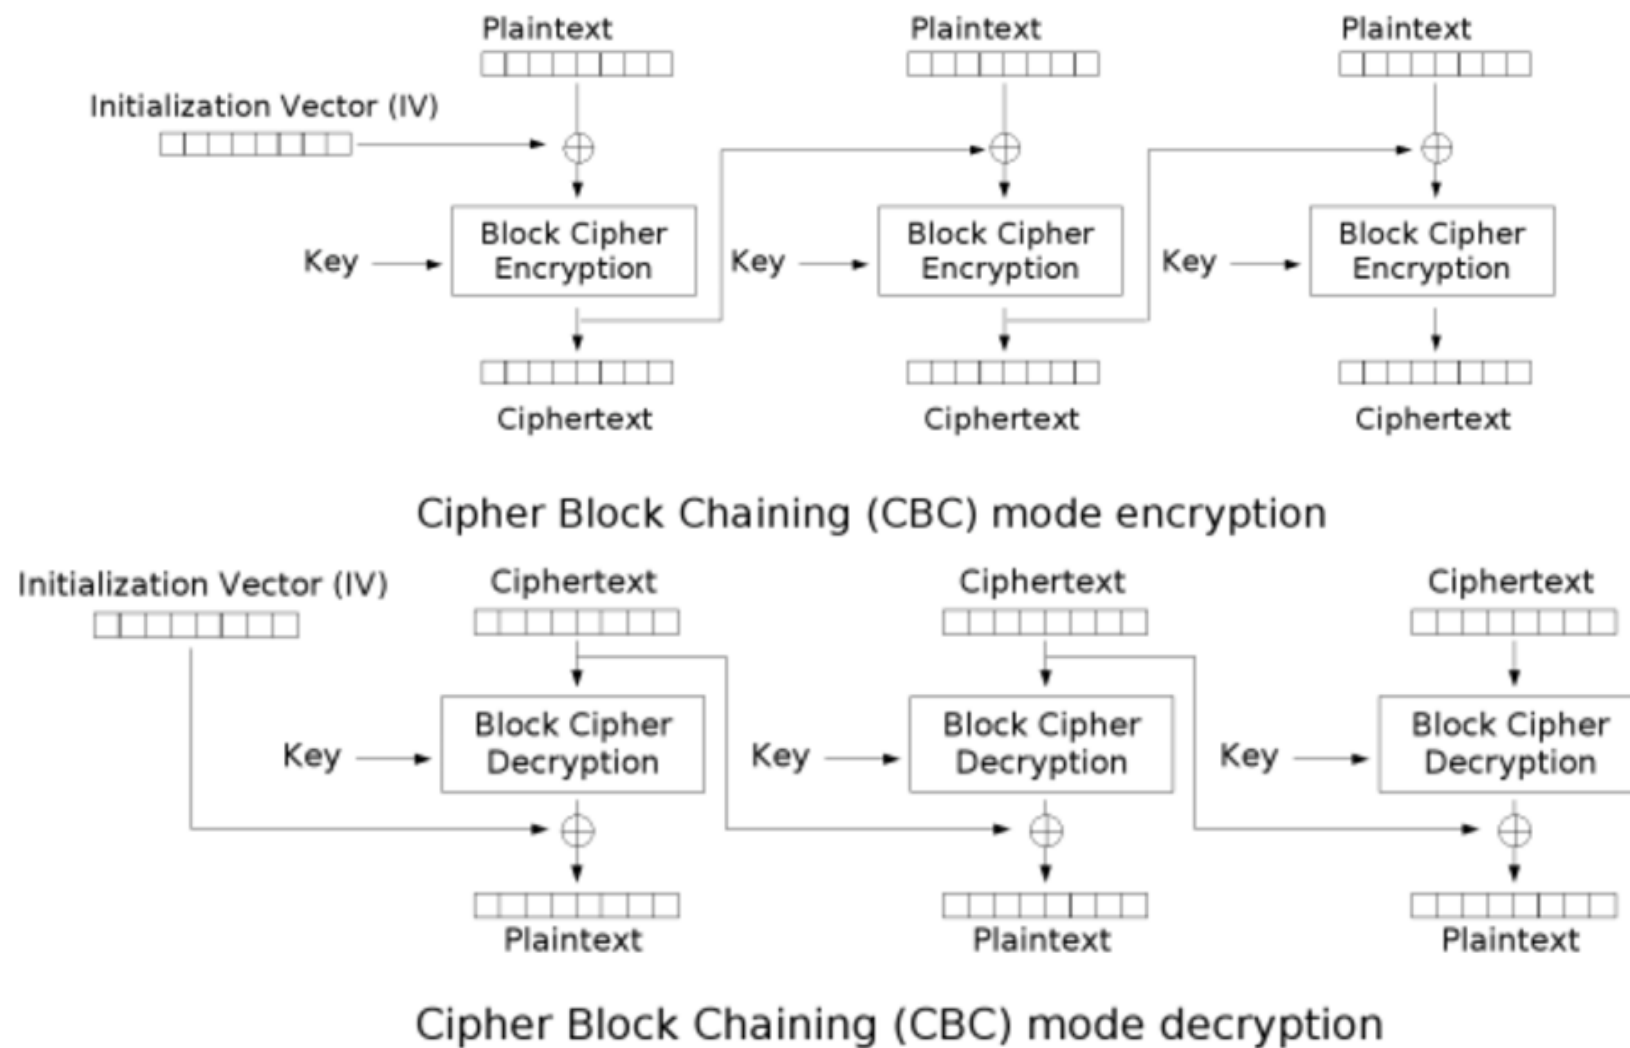 Plaintext
Plaintext
Plaintext
Initialization Vector (IV)
Key
Block Cipher
Encryption
Key
Block Cipher
Encryption
Key
Block Cipher
Encryption
Ciphertext
Ciphertext
Ciphertext
Cipher Block Chaining (CBC) mode encryption
Initialization Vector (IV)
Ciphertext
Ciphertext
Ciphertext
Key
Block Cipher
Decryption
Key
Block Cipher
Decryption
Key
Block Cipher
Decryption
Plaintext
Plaintext
Plaintext
Cipher Block Chaining (CBC) mode decryption